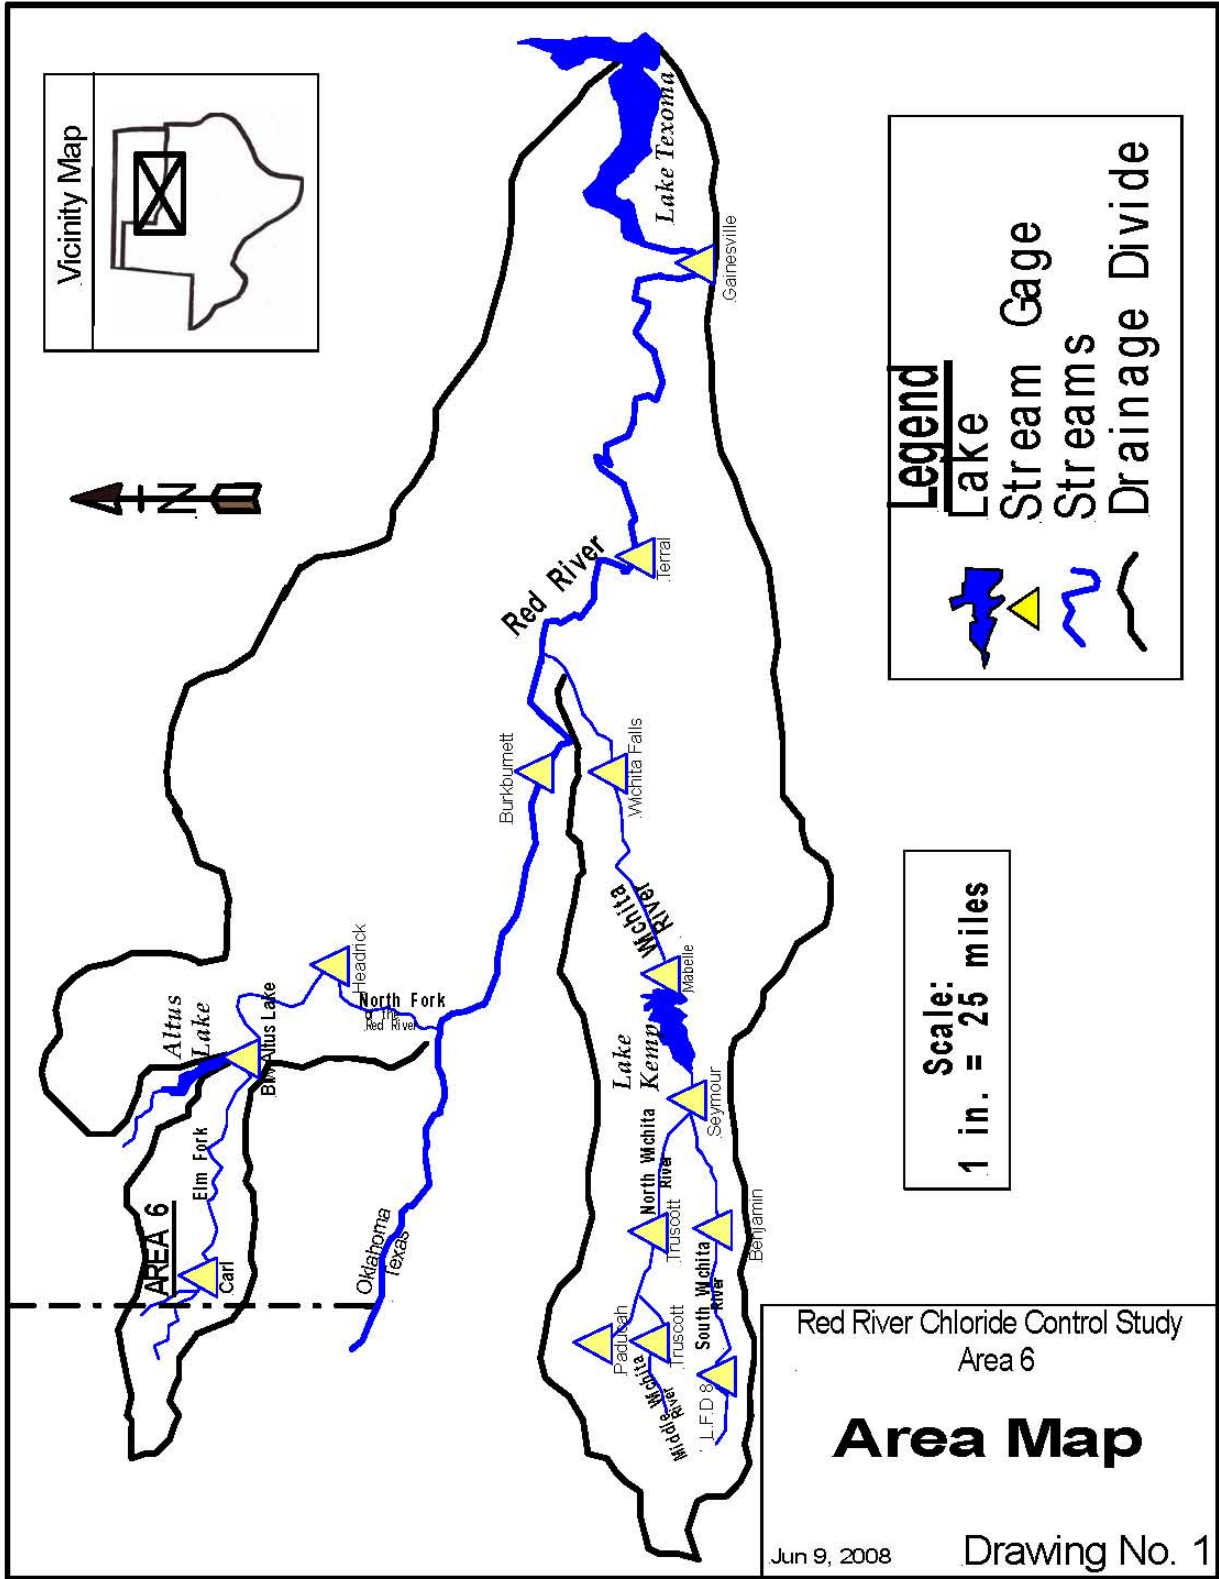 Vicinity Map
N
Lake Texoma
Gainesville
Red River
Terral
Burkburnett
Wichita Falls
Wichita
River
Mabelle
Lake
Kemp
Seymour
Headrick
North Fork
of the
Red River
Altus
Lake
Blw Altus Lake
Elm Fork
AREA 6
Carl
Oklahoma
Texas
North Wichita
River
Truscott
Benjamin
South Wichita
River
Paducah
Truscott
Middle Wichita
River
L.F.D 8
Legend
Lake
Stream Gage
Streams
Drainage Divide
Scale:
1 in. = 25 miles
Red River Chloride Control Study
Area 6
Area Map
Jun 9, 2008
Drawing No. 1